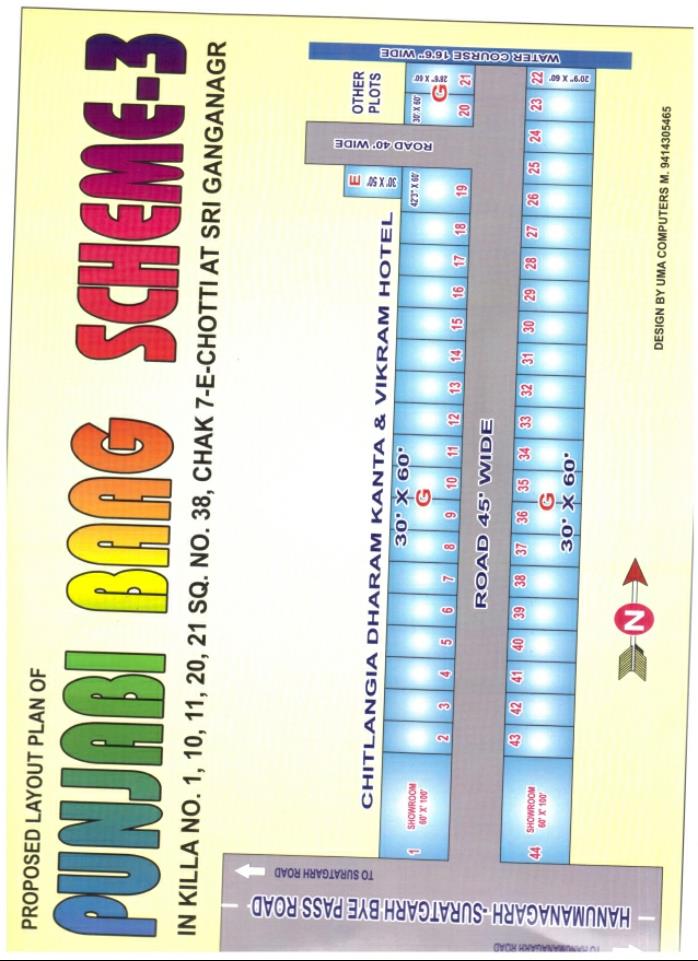 PROPOSED LAYOUT PLAN OF
PUNJABI BAAG SCHEME-3
IN KILLA NO. 1, 10, 11, 20, 21 SQ. NO. 38, CHAK 7-E-CHOTTI AT SRI GANGANAGR
CHITLANGIA DHARAM KANTA & VIKRAM HOTEL
OTHER
PLOTS
WATER COURSE 16'6" WIDE
ROAD 40' WIDE
E
30' X 50'
42'3" X 60'
30' X 60'
28'6" X 60'
G
30' X 60'
G
1
SHOWROOM
60' X 100'
2 3 4 5 6 7 8 9 10 11 12 13 14 15 16 17 18 19 20 21
ROAD 45' WIDE
44
SHOWROOM
60' X 100'
43 42 41 40 39 38 37 36 35 34 33 32 31 30 29 28 27 26 25 24 23 22
G
30' X 60'
20'9" X 60'
TO SURATGARH ROAD
HANUMANAGARH-SURATGARH BYE PASS ROAD
TO HANUMANAGARH ROAD
N
DESIGN BY UMA COMPUTERS M. 9414305465